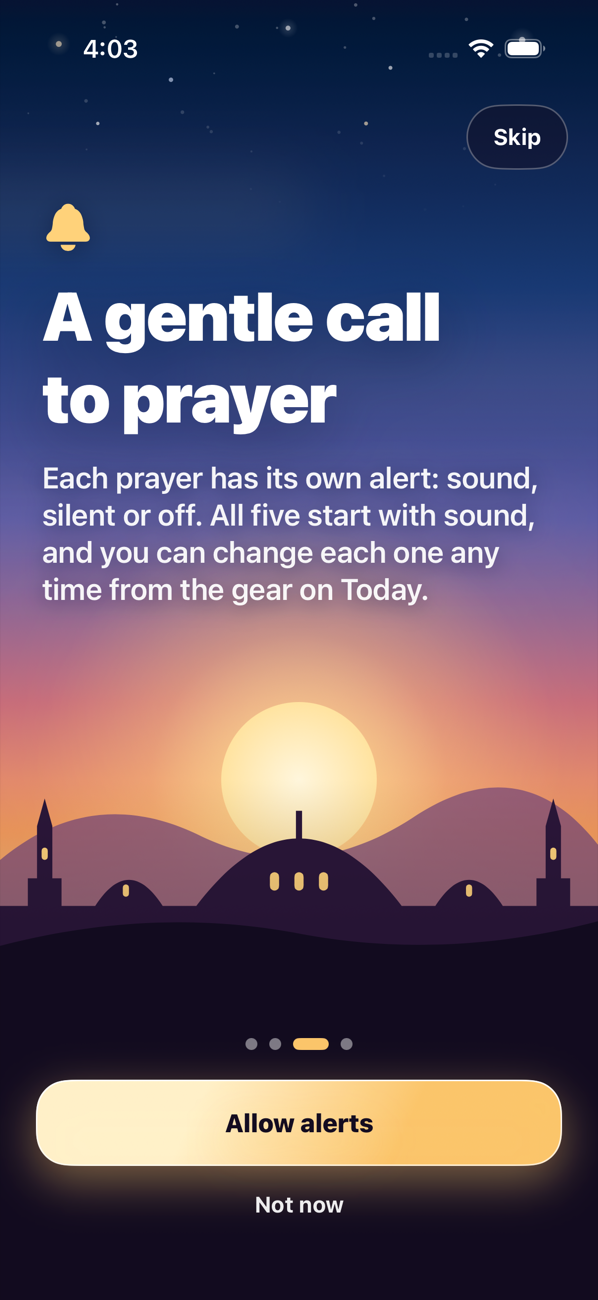 4:03
Skip
A gentle call
to prayer
Each prayer has its own alert: sound,
silent or off. All five start with sound,
and you can change each one any
time from the gear on Today.
Allow alerts
Not now